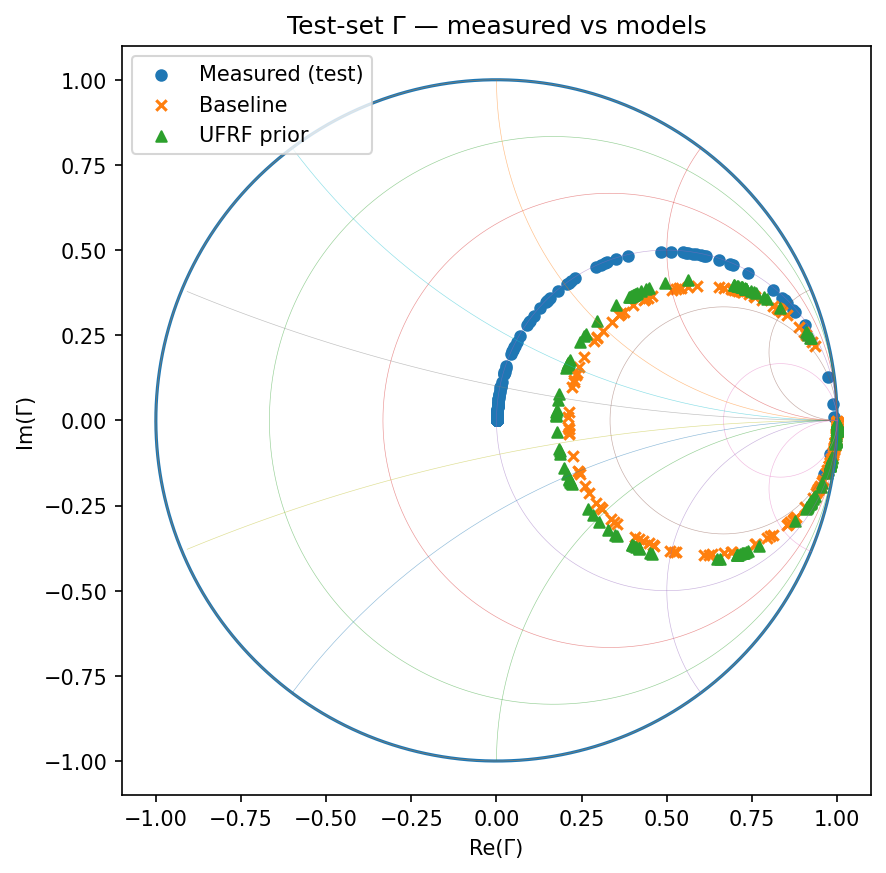 Test-set Γ — measured vs models
Measured (test)
Baseline
UFRF prior
1.00
0.75
0.50
0.25
0.00
−0.25
−0.50
−0.75
−1.00
Im(Γ)
−1.00 −0.75 −0.50 −0.25 0.00 0.25 0.50 0.75 1.00
Re(Γ)